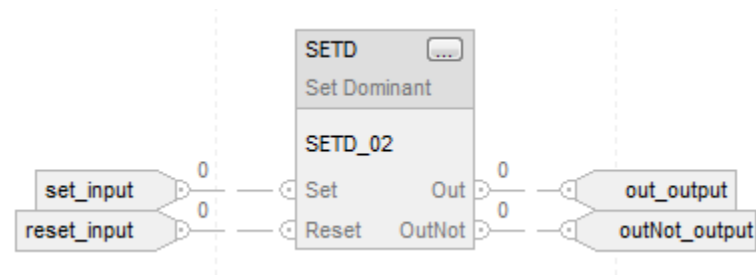 SETD ...
Set Dominant
SETD_02
0 0
set_input Set Out out_output
0 0
reset_input Reset OutNot outNot_output